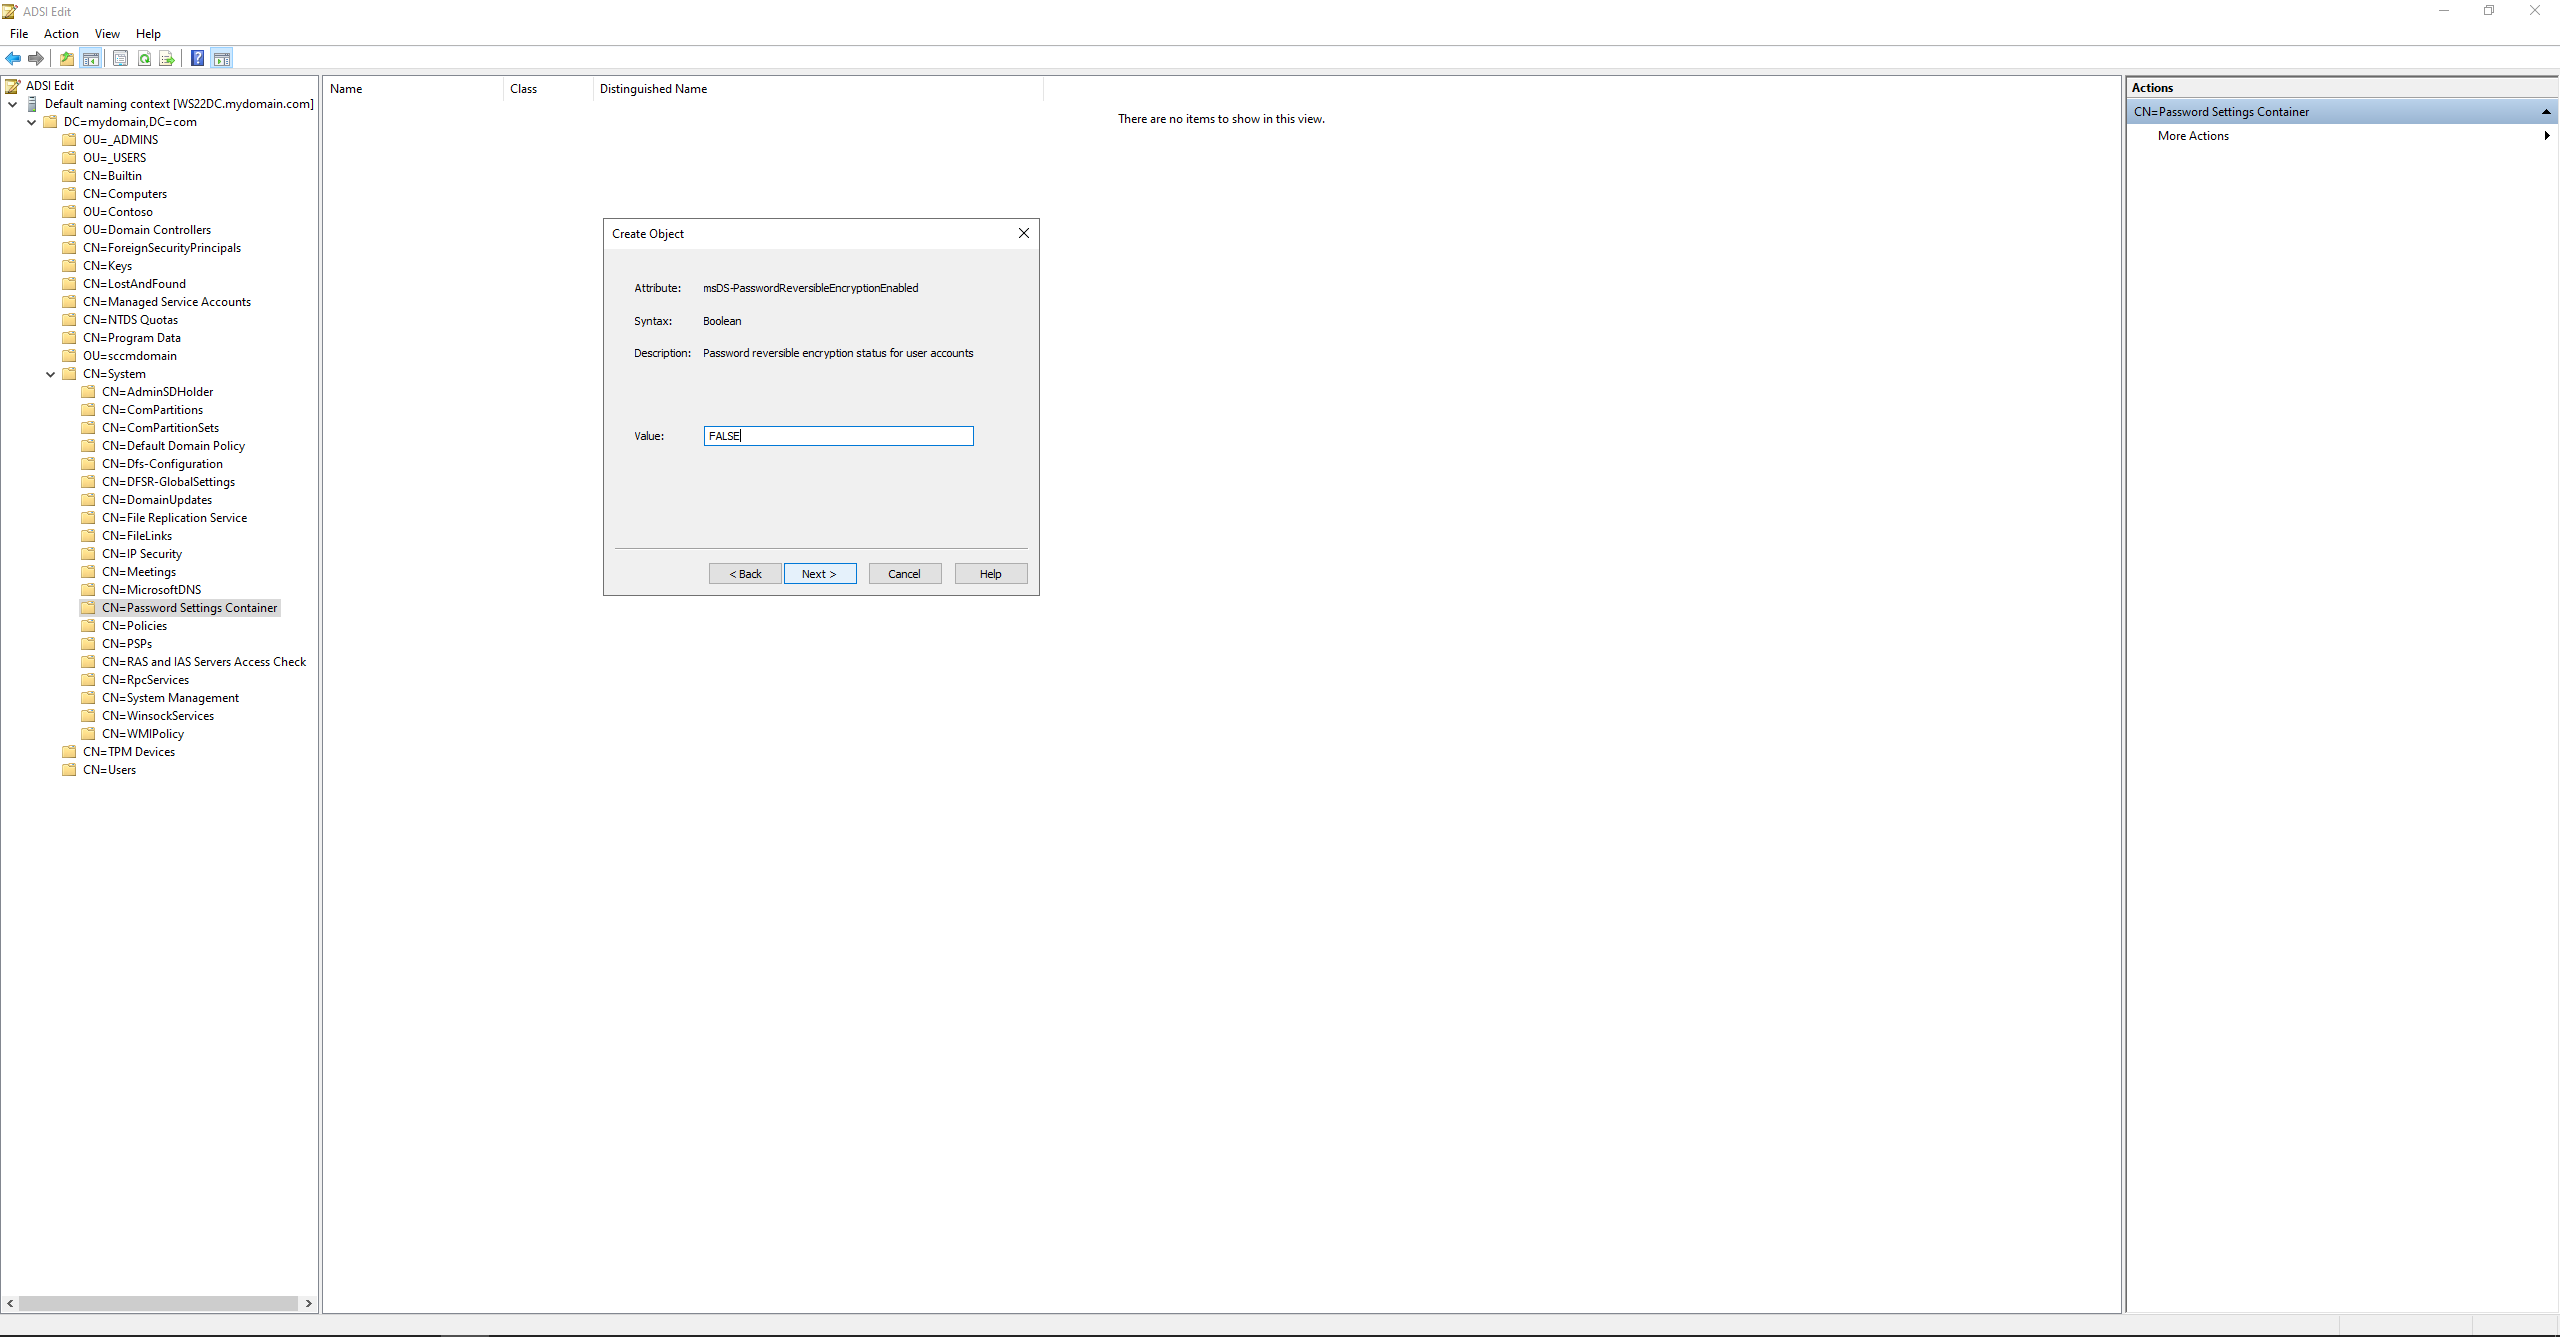 ADSI Edit
File Action View Help
ADSI Edit
Default naming context [WS22DC.mydomain.com]
DC=mydomain,DC=com
OU=_ADMINS
OU=_USERS
CN=Builtin
CN=Computers
OU=Contoso
OU=Domain Controllers
CN=ForeignSecurityPrincipals
CN=Keys
CN=LostAndFound
CN=Managed Service Accounts
CN=NTDS Quotas
CN=Program Data
OU=sccmdomain
CN=System
CN=AdminSDHolder
CN=ComPartitions
CN=ComPartitionSets
CN=Default Domain Policy
CN=Dfs-Configuration
CN=DFSR-GlobalSettings
CN=DomainUpdates
CN=File Replication Service
CN=FileLinks
CN=IP Security
CN=Meetings
CN=MicrosoftDNS
CN=Password Settings Container
CN=Policies
CN=PSPs
CN=RAS and IAS Servers Access Check
CN=RpcServices
CN=System Management
CN=WinsockServices
CN=WMIPolicy
CN=TPM Devices
CN=Users
Name Class Distinguished Name
There are no items to show in this view.
Create Object
Attribute: msDS-PasswordReversibleEncryptionEnabled
Syntax: Boolean
Description: Password reversible encryption status for user accounts
Value: FALSE
< Back Next > Cancel Help
Actions
CN=Password Settings Container
More Actions